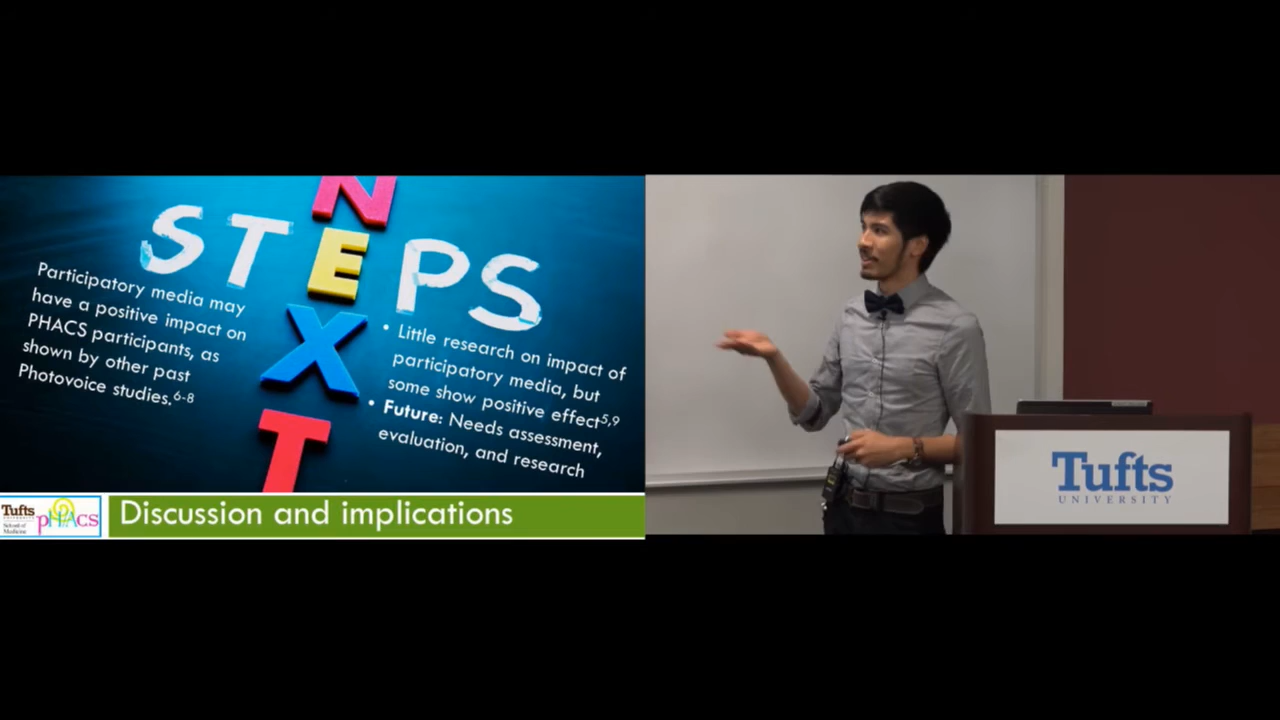 NEXT
STEPS
Participatory media may
have a positive impact on
PHACS participants, as
shown by other past
Photovoice studies.6-8
• Little research on impact of
participatory media, but
some show positive effect5,9
• Future: Needs assessment,
evaluation, and research
Tufts
UNIVERSITY
School of
Medicine
pHACS
Discussion and implications
Tufts
UNIVERSITY